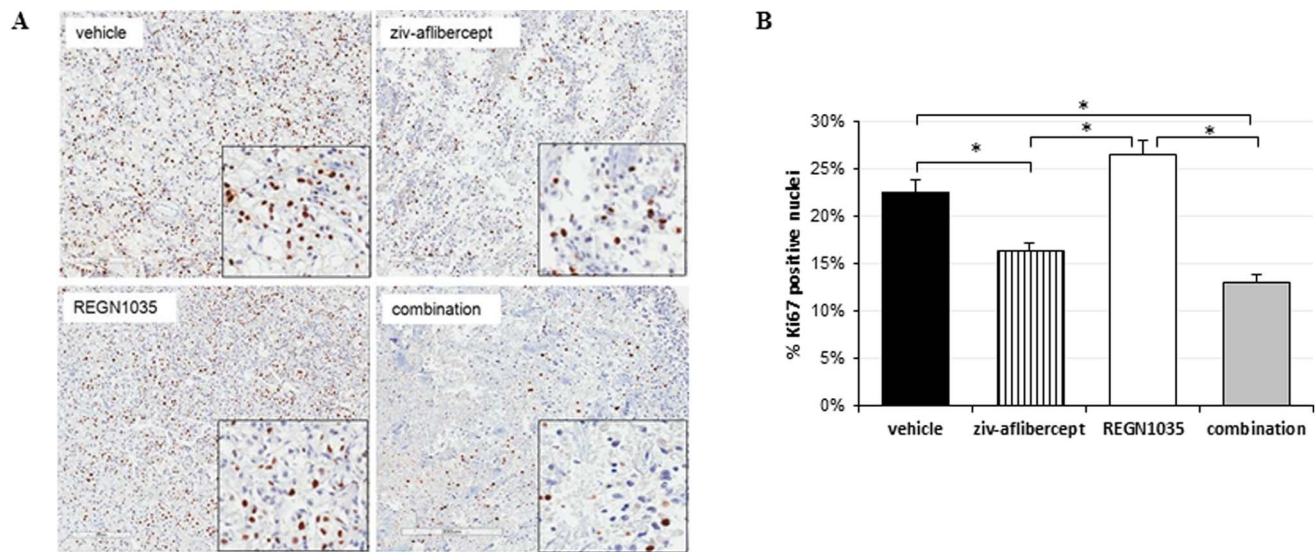 A
vehicle
ziv-aflibercept
REGN1035
combination
B
* 
* *
*
30%
25%
20%
15%
10%
5%
0%
% Ki67 positive nuclei
vehicle ziv-aflibercept REGN1035 combination